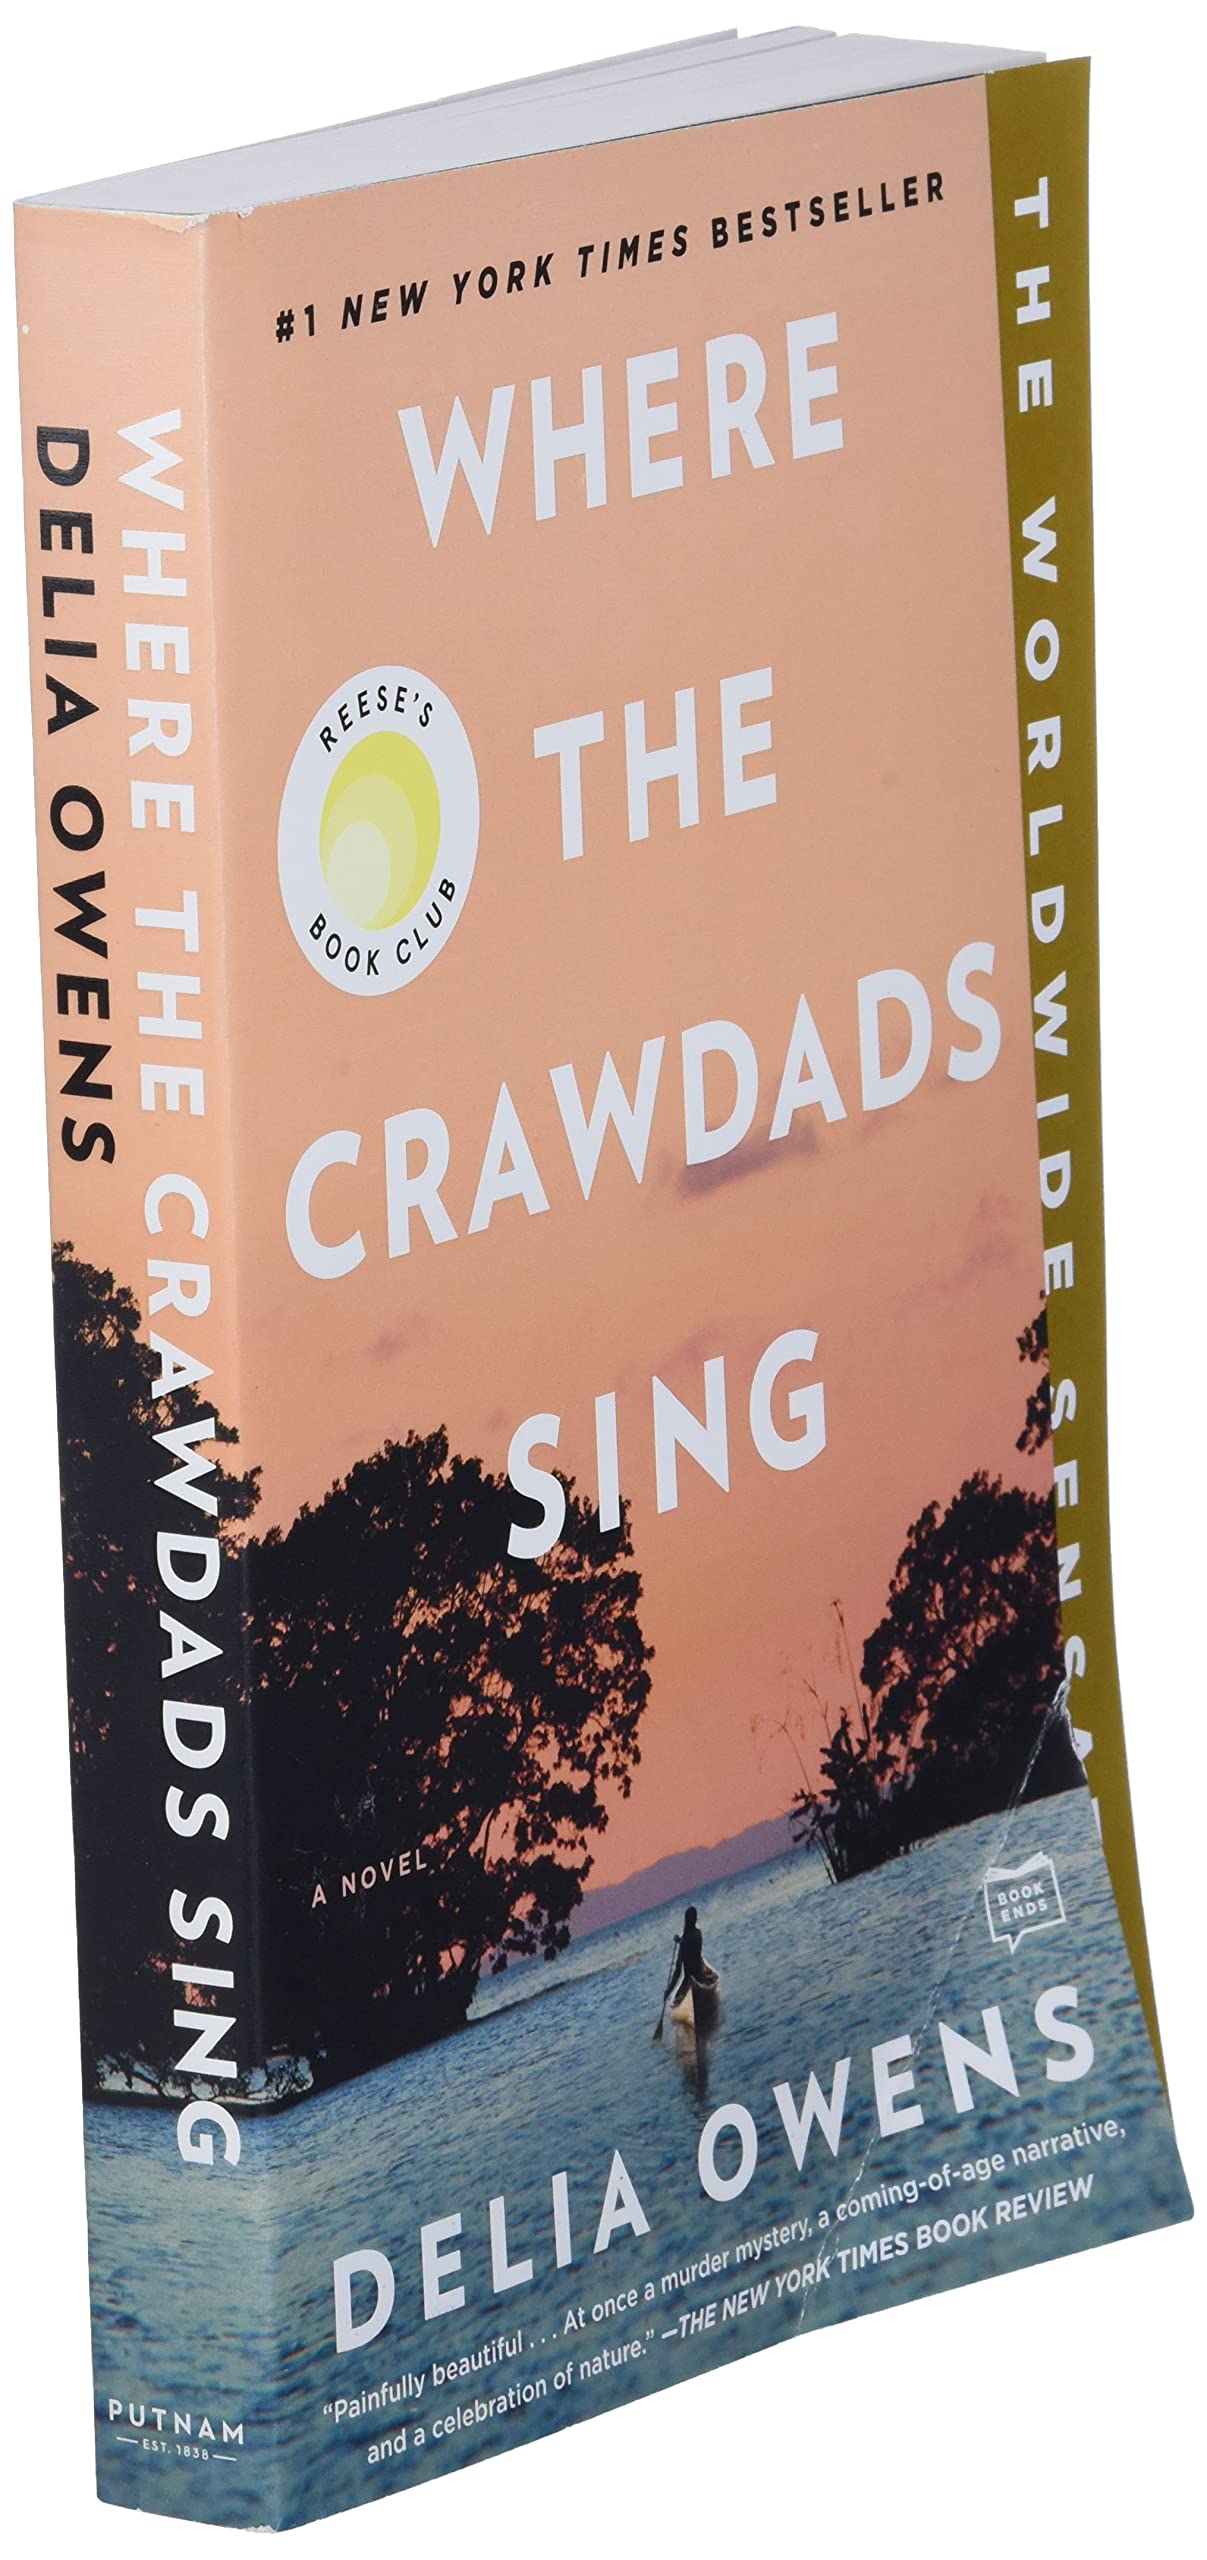 #1 NEW YORK TIMES BESTSELLER
WHERE
THE
CRAWDADS
SING
REESE'S
BOOK CLUB
A NOVEL
BOOK
ENDS
DELIA OWENS
“Painfully beautiful . . . At once a murder mystery, a coming-of-age narrative,
and a celebration of nature.” —THE NEW YORK TIMES BOOK REVIEW
THE WORLDWIDE
WHERE THE CRAWDADS SING
DELIA OWENS
PUTNAM
—EST. 1838—